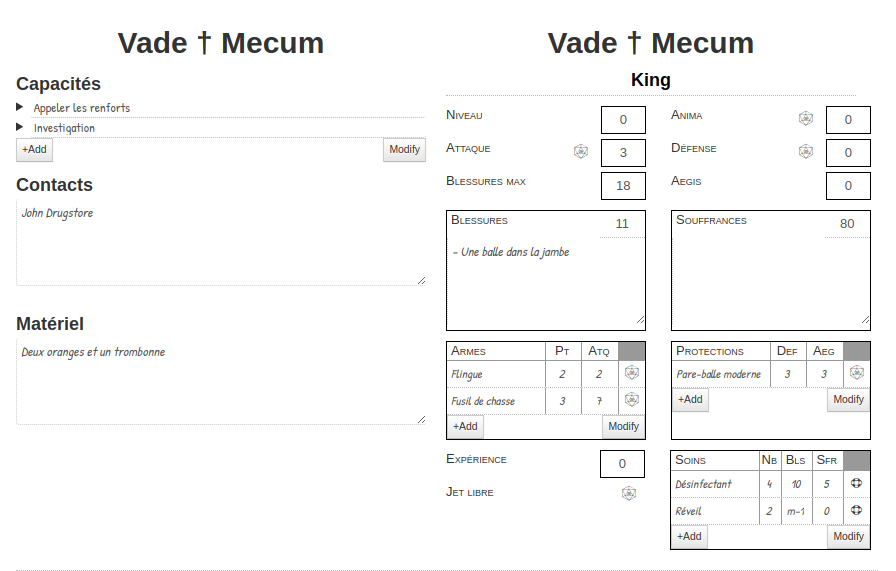 Vade † Mecum
Capacités
Appeler les renforts
Investigation
+Add Modify
Contacts
John Drugstore
Matériel
Deux oranges et un trombonne
Vade † Mecum
King
Niveau 0 Anima 0
Attaque 3 Défense 0
Blessures max 18 Aegis 0
Blessures 11
- Une balle dans la jambe
Souffrances 80
Armes Pt Atq
Flingue 2 2
Fusil de chasse 3 7
+Add Modify
Protections Def Aeg
Pare-balle moderne 3 3
+Add Modify
Expérience 0
Jet libre
Soins Nb Bls Sfr
Désinfectant 4 10 5
Réveil 2 m-1 0
+Add Modify